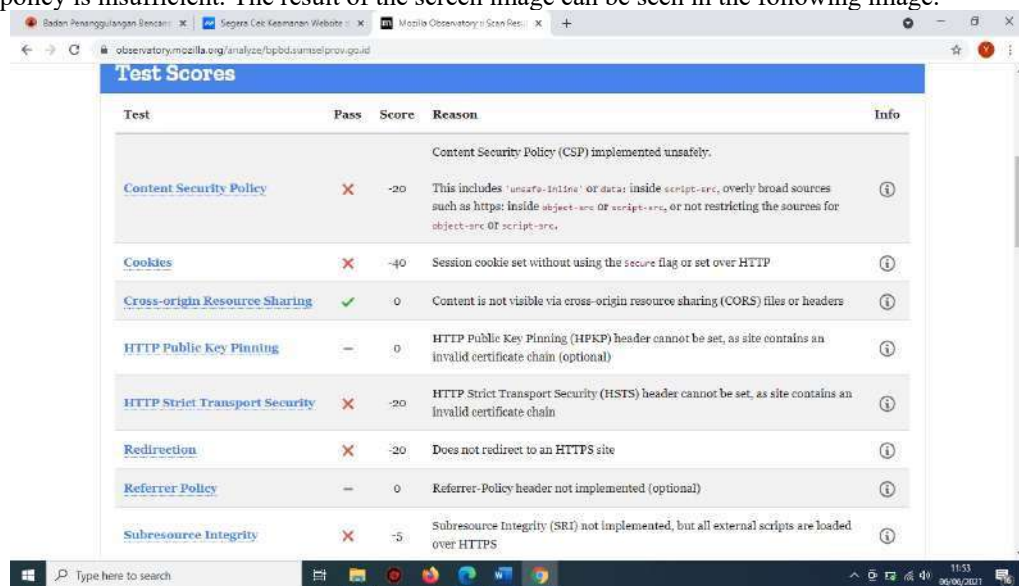 policy is insufficient. The result of the screen image can be seen in the following image.
Badan Penanggulangan Bencan
Segera Cek Keamanan Website
Mozilla Observatory :: Scan Res
observatory.mozilla.org/analyze/bpbd.sumselprov.go.id
Y
Test Scores
Test Pass Score Reason Info
Content Security Policy (CSP) implemented unsafely.
Content Security Policy -20 This includes 'unsafe-inline' or data: inside script-src, overly broad sources
such as https: inside object-src or script-src, or not restricting the sources for
object-src or script-src.
Cookies -40 Session cookie set without using the Secure flag or set over HTTP
Cross-origin Resource Sharing 0 Content is not visible via cross-origin resource sharing (CORS) files or headers
HTTP Public Key Pinning – 0 HTTP Public Key Pinning (HPKP) header cannot be set, as site contains an
invalid certificate chain (optional)
HTTP Strict Transport Security -20 HTTP Strict Transport Security (HSTS) header cannot be set, as site contains an
invalid certificate chain
Redirection -20 Does not redirect to an HTTPS site
Referrer Policy – 0 Referrer-Policy header not implemented (optional)
Subresource Integrity -5 Subresource Integrity (SRI) not implemented, but all external scripts are loaded
over HTTPS
Type here to search
11:53
06/06/2021